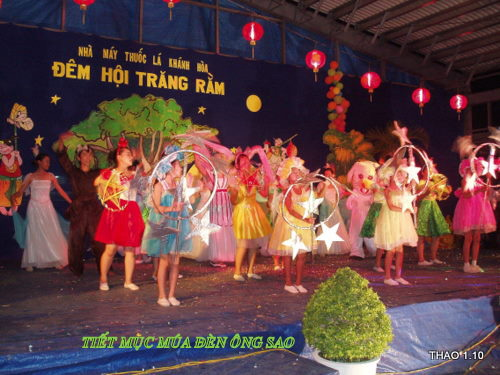 NHÀ MÁY THUỐC LÁ KHÁNH HÒA
ĐÊM HỘI TRĂNG RẰM
TIẾT MỤC MÚA ĐÈN ÔNG SAO
THAO 1.10